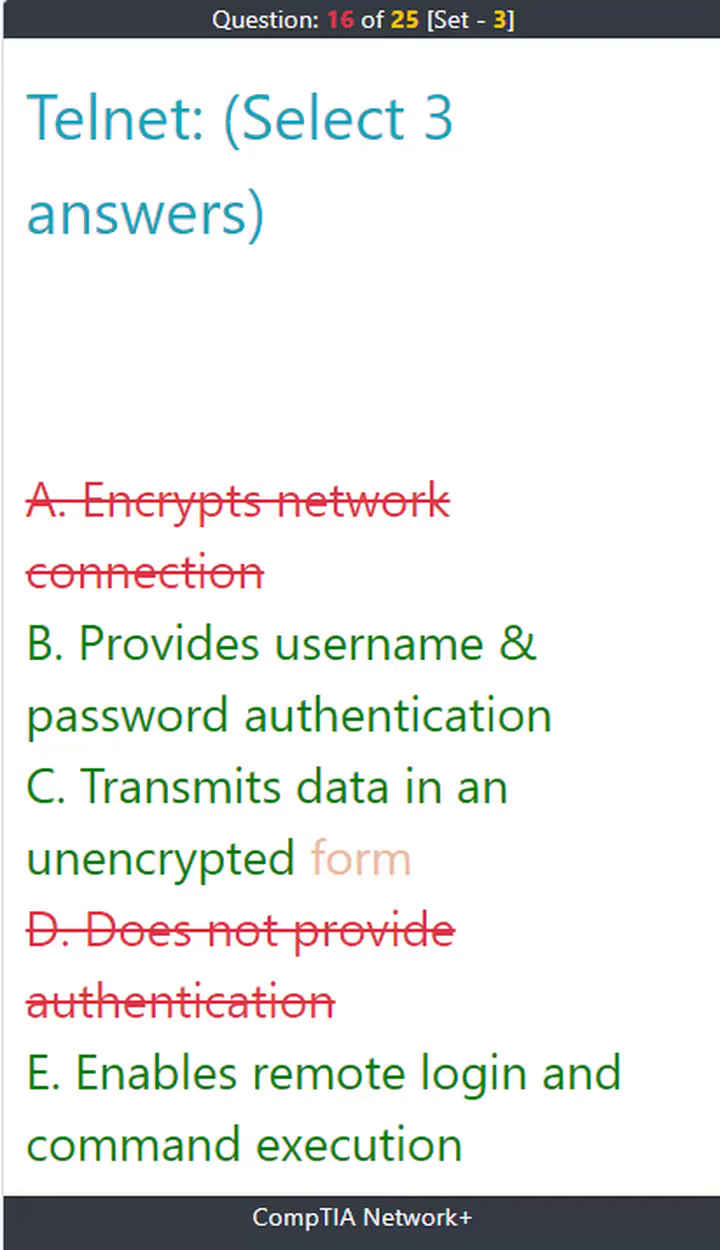 Question: 16 of 25 [Set - 3]
Telnet: (Select 3
answers)
A. Encrypts network
connection
B. Provides username &
password authentication
C. Transmits data in an
unencrypted form
D. Does not provide
authentication
E. Enables remote login and
command execution
CompTIA Network+